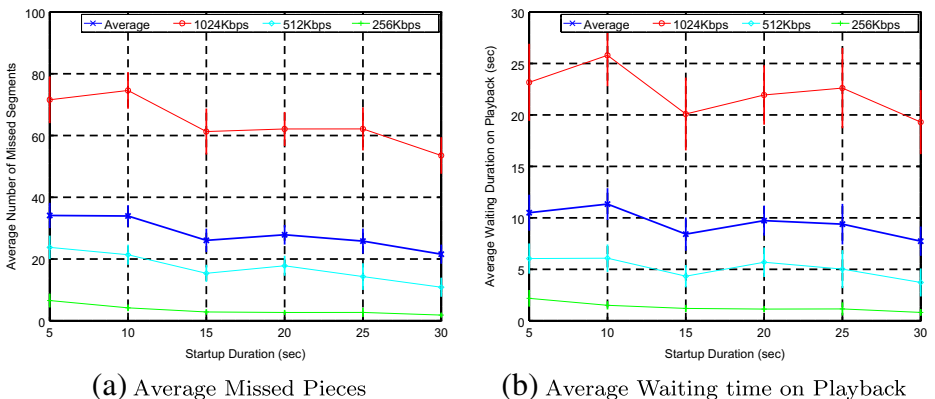 Average 1024Kbps 512Kbps 256Kbps
Average Number of Missed Segments
100
80
60
40
20
0
5 10 15 20 25 30
Startup Duration (sec)
(a) Average Missed Pieces
Average 1024Kbps 512Kbps 256Kbps
Average Waiting Duration on Playback (sec)
30
25
20
15
10
5
0
5 10 15 20 25 30
Startup Duration (sec)
(b) Average Waiting time on Playback